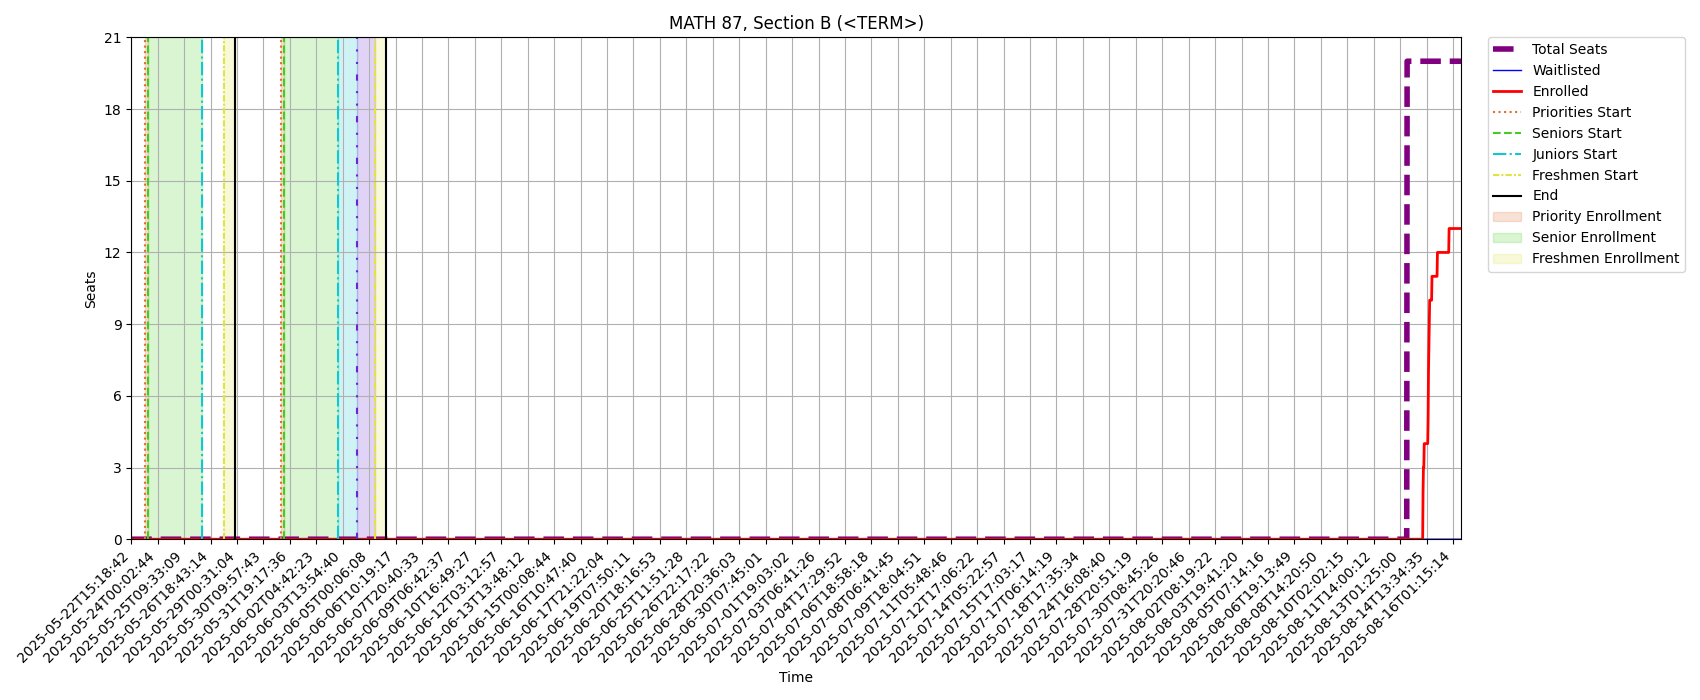 MATH 87, Section B (<TERM>)
21
18
15
12
9
6
3
0
Seats
2025-05-22T15:18:42
2025-05-24T00:02:44
2025-05-25T09:33:09
2025-05-26T18:43:14
2025-05-29T00:31:04
2025-05-30T09:57:43
2025-05-31T19:17:36
2025-06-02T04:42:23
2025-06-03T13:54:40
2025-06-05T00:06:08
2025-06-06T10:19:17
2025-06-07T20:40:33
2025-06-09T06:42:37
2025-06-10T16:49:27
2025-06-12T03:12:57
2025-06-13T13:48:12
2025-06-15T00:08:44
2025-06-16T10:47:40
2025-06-17T21:22:04
2025-06-19T07:50:11
2025-06-20T18:16:53
2025-06-25T11:51:28
2025-06-26T22:17:22
2025-06-28T20:36:03
2025-06-30T07:45:01
2025-07-01T19:03:02
2025-07-03T06:41:26
2025-07-04T17:29:52
2025-07-06T18:58:18
2025-07-08T06:41:45
2025-07-09T18:04:51
2025-07-11T05:48:46
2025-07-12T17:06:22
2025-07-14T05:22:57
2025-07-15T17:03:17
2025-07-17T06:14:19
2025-07-18T17:35:34
2025-07-24T16:08:40
2025-07-28T20:51:19
2025-07-30T08:45:26
2025-07-31T20:20:46
2025-08-02T08:19:22
2025-08-03T19:41:20
2025-08-05T07:14:16
2025-08-06T19:13:49
2025-08-08T14:20:50
2025-08-10T02:02:15
2025-08-11T14:00:12
2025-08-13T01:25:00
2025-08-14T13:34:35
2025-08-16T01:15:14
Time
Total Seats
Waitlisted
Enrolled
Priorities Start
Seniors Start
Juniors Start
Freshmen Start
End
Priority Enrollment
Senior Enrollment
Freshmen Enrollment